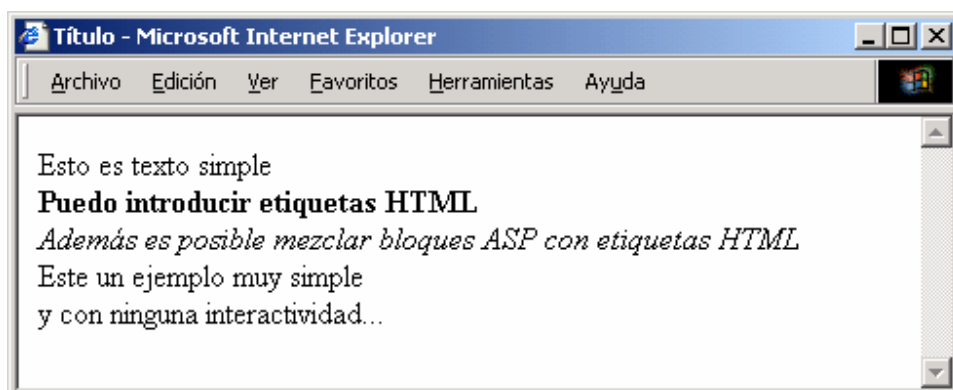 Título - Microsoft Internet Explorer
Archivo Edición Ver Favoritos Herramientas Ayuda
Esto es texto simple
Puedo introducir etiquetas HTML
Además es posible mezclar bloques ASP con etiquetas HTML
Este un ejemplo muy simple
y con ninguna interactividad...